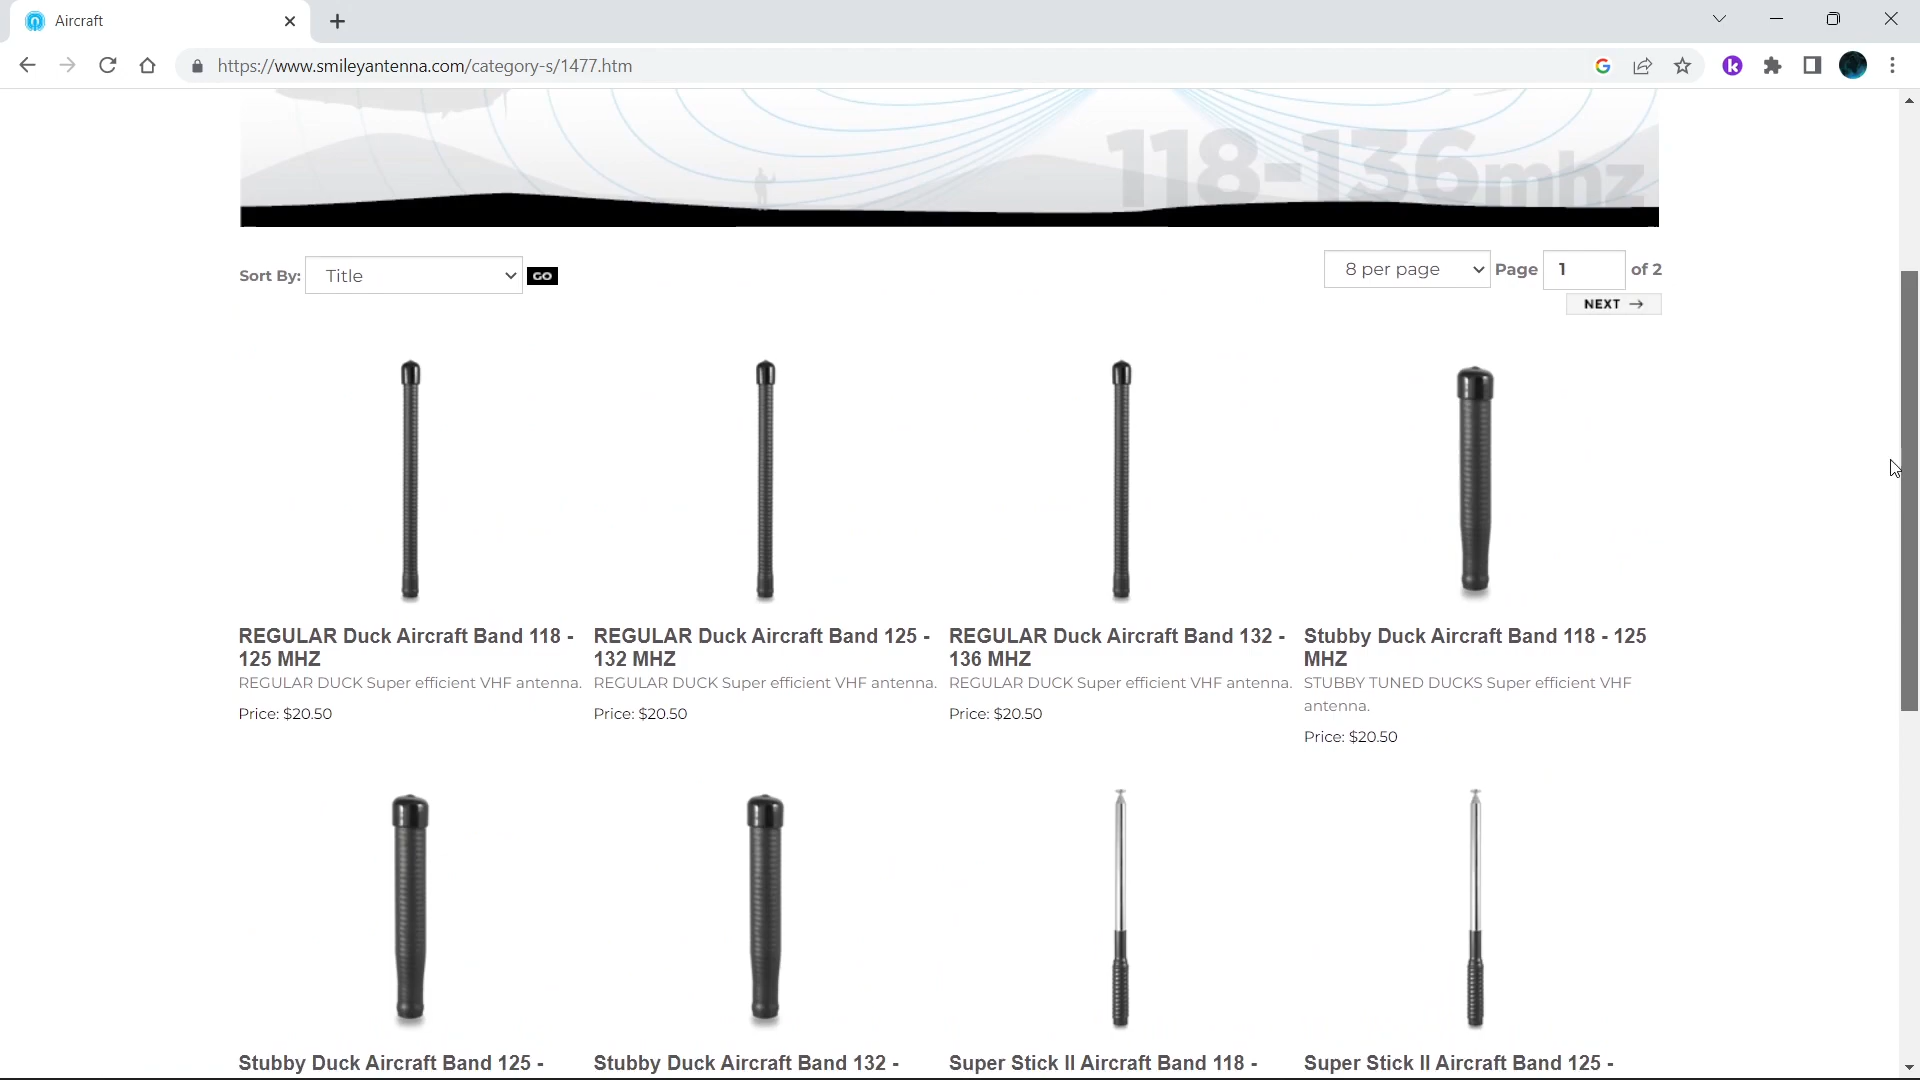 Aircraft
https://www.smileyantenna.com/category-s/1477.htm
118-136mhz
Sort By: Title GO
8 per page Page 1 of 2
NEXT →
REGULAR Duck Aircraft Band 118 -
125 MHZ
REGULAR DUCK Super efficient VHF antenna.
Price: $20.50
REGULAR Duck Aircraft Band 125 -
132 MHZ
REGULAR DUCK Super efficient VHF antenna.
Price: $20.50
REGULAR Duck Aircraft Band 132 -
136 MHZ
REGULAR DUCK Super efficient VHF antenna.
Price: $20.50
Stubby Duck Aircraft Band 118 - 125
MHZ
STUBBY TUNED DUCKS Super efficient VHF
antenna.
Price: $20.50
Stubby Duck Aircraft Band 125 -
Stubby Duck Aircraft Band 132 -
Super Stick II Aircraft Band 118 -
Super Stick II Aircraft Band 125 -